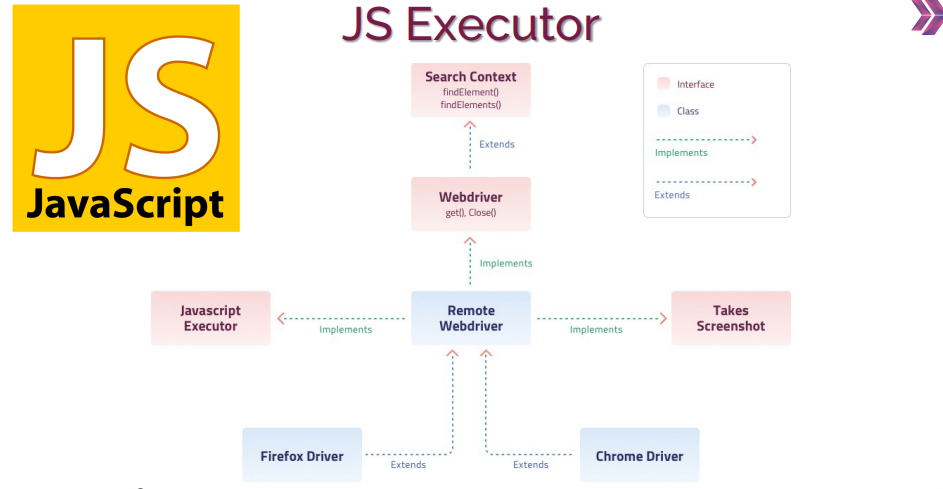 JS Executor
JS
JavaScript
Search Context
findElement()
findElements()
Extends
Webdriver
get(), Close()
Implements
Interface
Class
Implements
Extends
Javascript
Executor
Implements
Remote
Webdriver
Implements
Takes
Screenshot
Firefox Driver
Extends
Extends
Chrome Driver